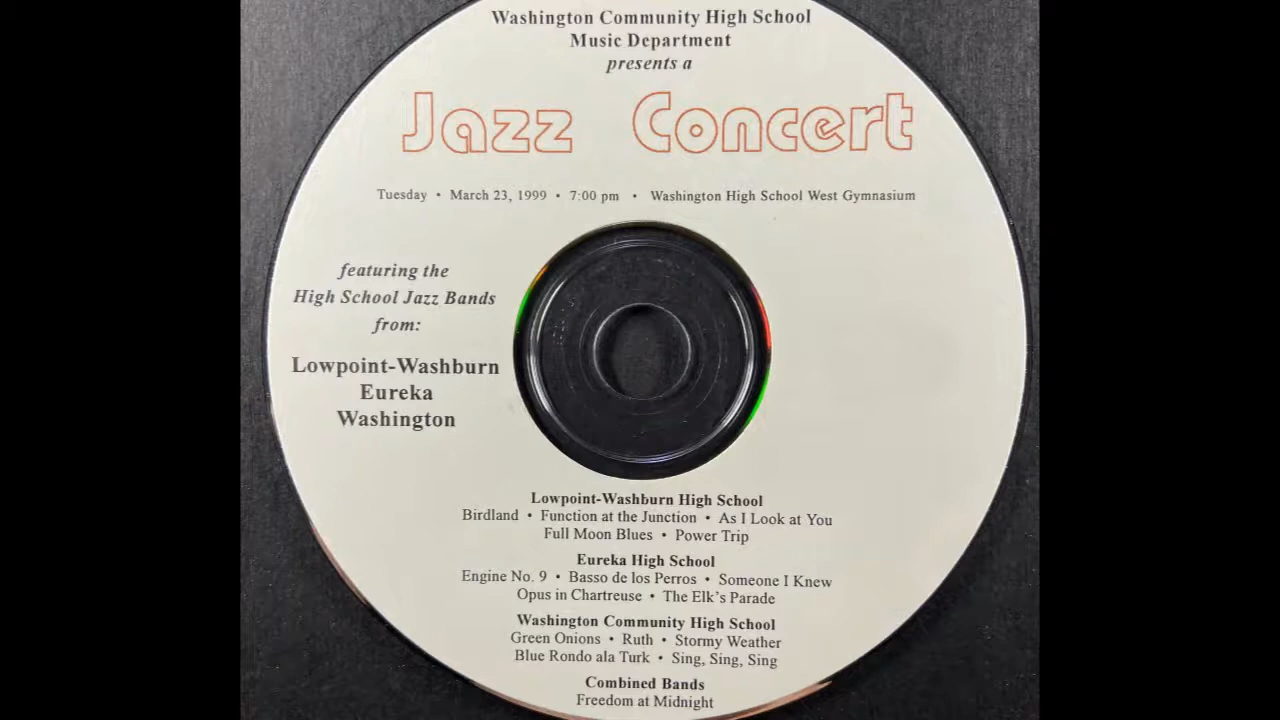 Washington Community High School
Music Department
presents a
Jazz Concert
Tuesday • March 23, 1999 • 7:00 pm • Washington High School West Gymnasium
featuring the
High School Jazz Bands
from:
Lowpoint-Washburn
Eureka
Washington
Lowpoint-Washburn High School
Birdland • Function at the Junction • As I Look at You
Full Moon Blues • Power Trip
Eureka High School
Engine No. 9 • Basso de los Perros • Someone I Knew
Opus in Chartreuse • The Elk's Parade
Washington Community High School
Green Onions • Ruth • Stormy Weather
Blue Rondo ala Turk • Sing, Sing, Sing
Combined Bands
Freedom at Midnight